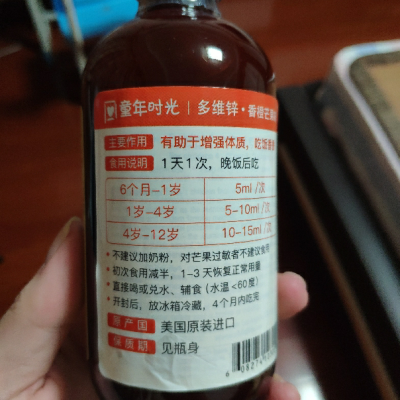 童年时光 | 多维锌·香橙芒果
主要作用 有助于增强体质，吃饭
食用说明 1天1次，晚饭后吃
6个月-1岁 5ml/次
1岁-4岁 5-10ml/次
4岁-12岁 10-15ml/次
·不建议加奶粉，对芒果过敏者不建议食用
·初次食用减半，1-3天恢复正常用量
·直接喝或兑水、辅食（水温<60度）
·开封后，放冰箱冷藏，4个月内吃完
原产国 美国原装进口
保质期 见瓶身